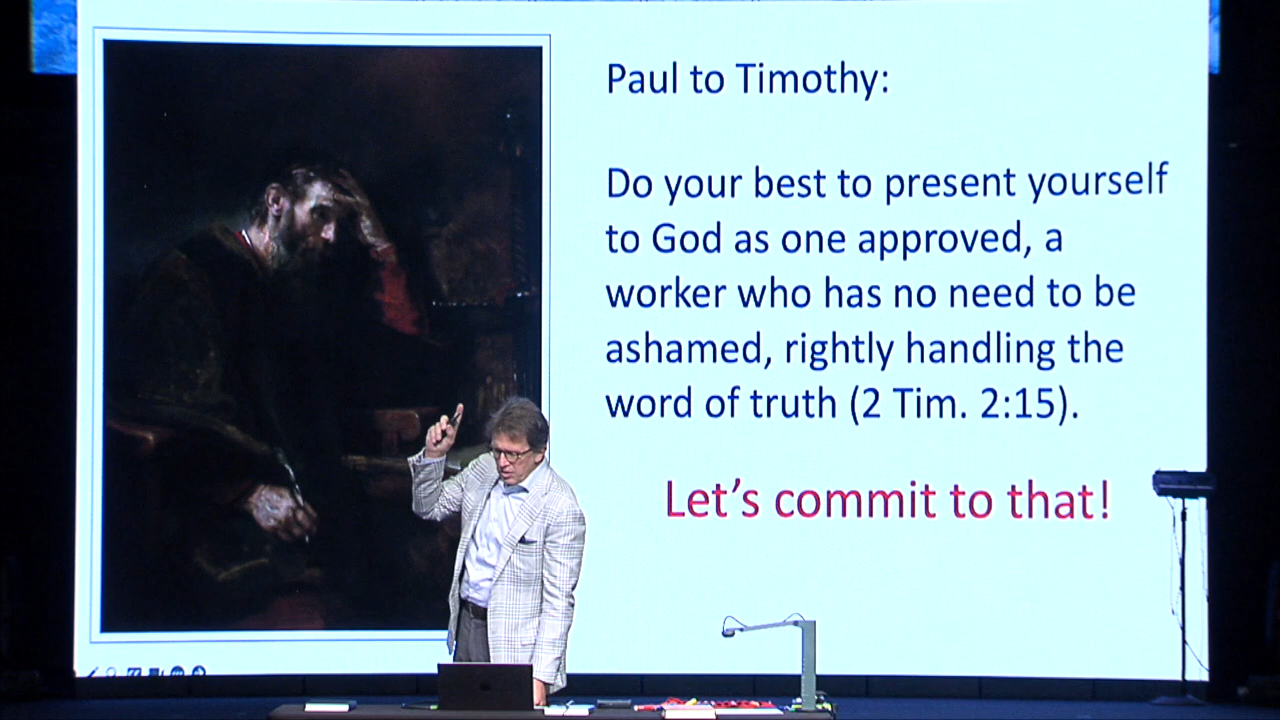 Paul to Timothy:
Do your best to present yourself
to God as one approved, a
worker who has no need to be
ashamed, rightly handling the
word of truth (2 Tim. 2:15).
Let's commit to that!